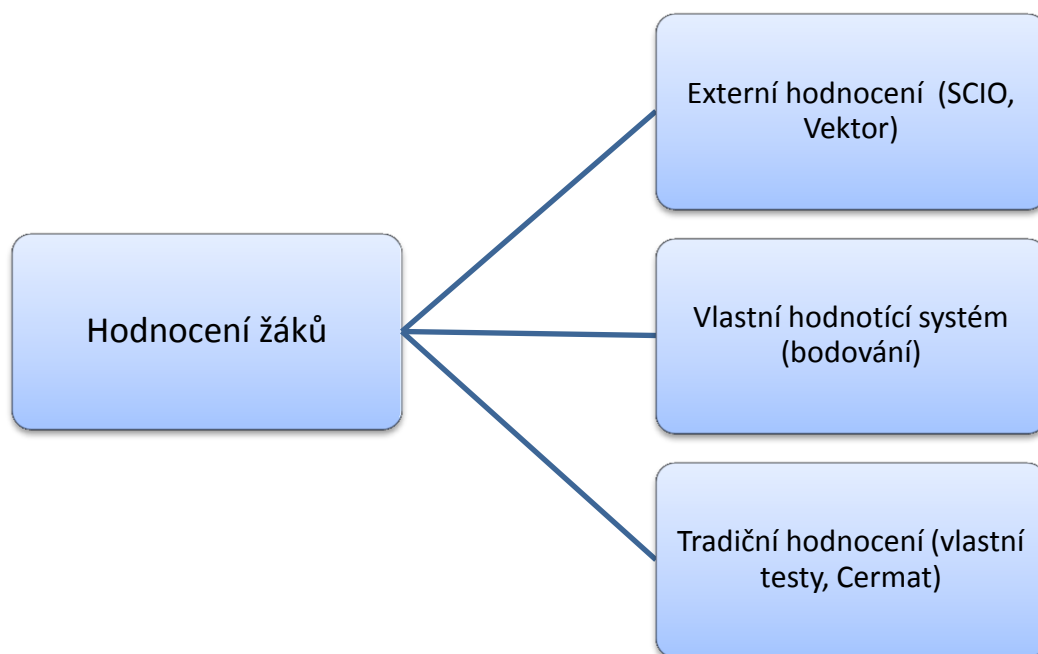 Externí hodnocení  (SCIO,
Vektor)
Hodnocení žáků
Vlastní hodnotící systém
(bodování)
Tradiční hodnocení (vlastní
testy, Cermat)